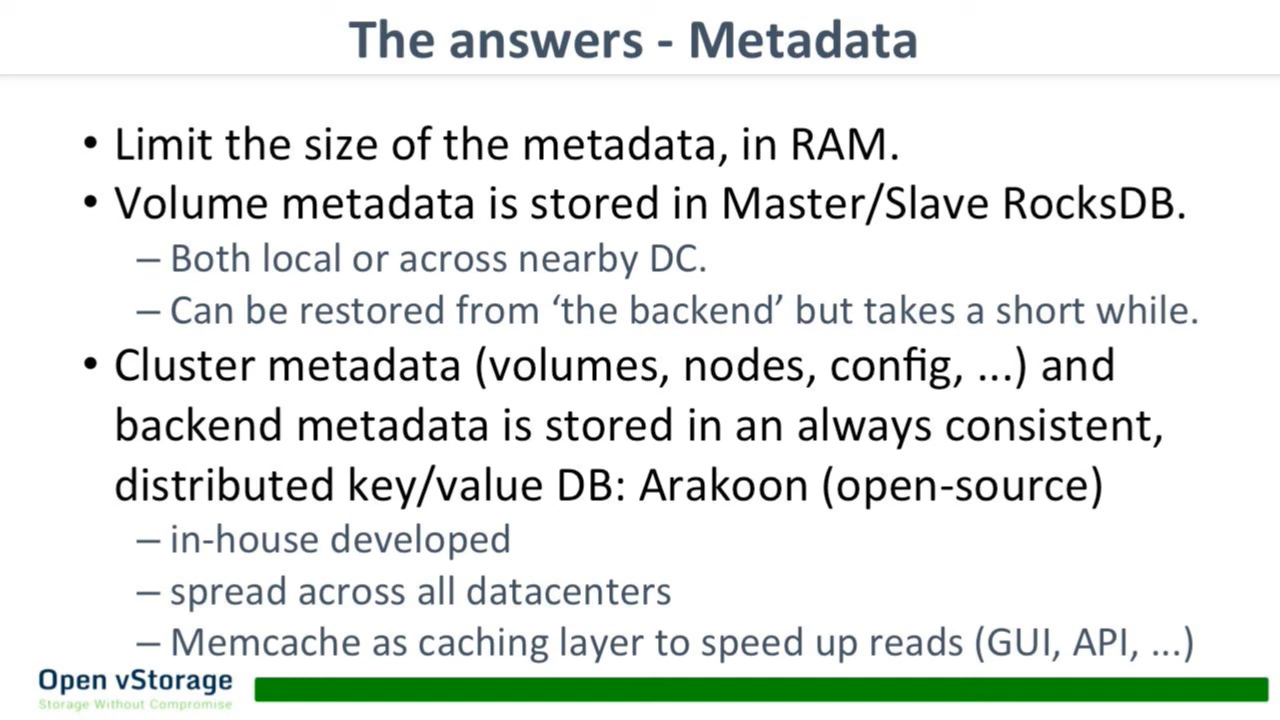 The answers - Metadata
• Limit the size of the metadata, in RAM.
• Volume metadata is stored in Master/Slave RocksDB.
– Both local or across nearby DC.
– Can be restored from ‘the backend’ but takes a short while.
• Cluster metadata (volumes, nodes, config, ...) and
backend metadata is stored in an always consistent,
distributed key/value DB: Arakoon (open-source)
– in-house developed
– spread across all datacenters
– Memcache as caching layer to speed up reads (GUI, API, ...)
Open vStorage
Storage Without Compromise